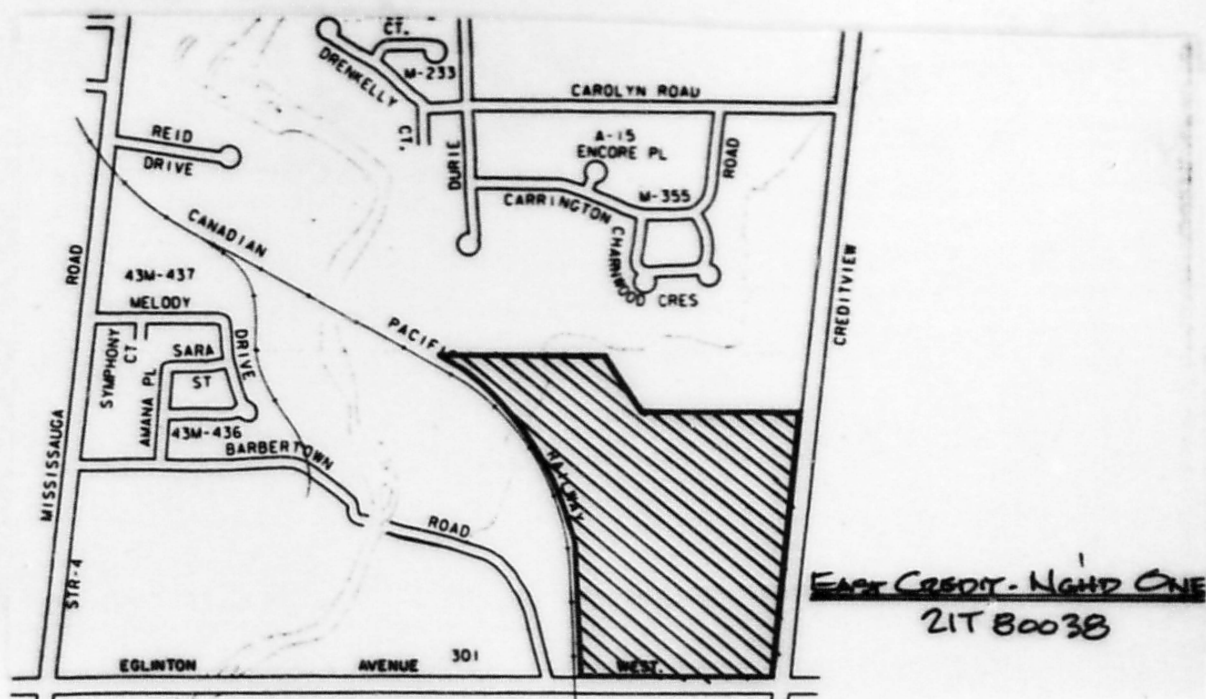 CT.
DRENKELLY
CT.
M-233
CAROLYN ROAD
REID
DRIVE
DURIE
A-15
ENCORE PL
ROAD
M-355
CARRINGTON
CHARNWOOD CRES
CANADIAN
PACIFIC
RAILWAY
CREDITVIEW
MISSISSAUGA ROAD
43M-437
MELODY
DRIVE
SYMPHONY
CT
SARA
ST
AMANA PL
43M-436
BARBERTOWN
ROAD
STR-4
EAST CREDIT - NGHD ONE
21T 80038
EGLINTON AVENUE 301 WEST.